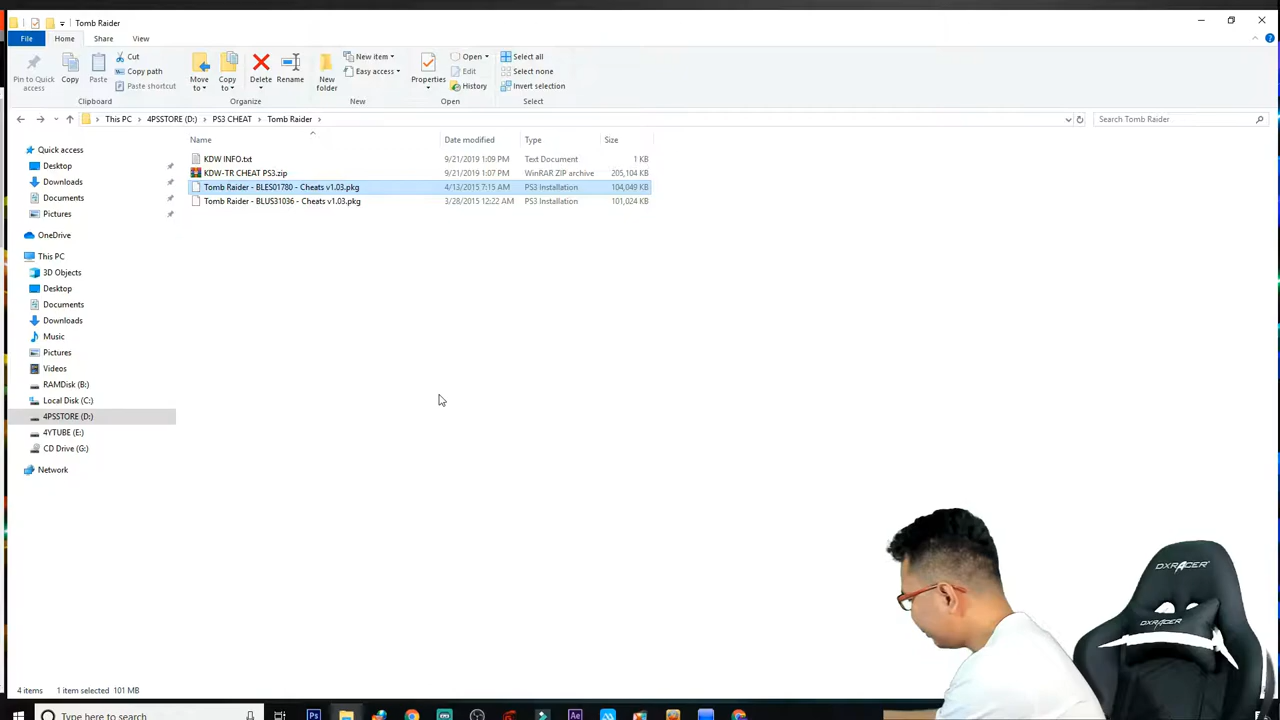 Tomb Raider
File Home Share View
Pin to Quick access
Copy
Paste
Cut
Copy path
Paste shortcut
Move to
Copy to
Delete
Rename
New folder
New item
Easy access
Properties
Open
Edit
History
Select all
Select none
Invert selection
Clipboard Organize New Open Select
This PC > 4PSSTORE (D:) > PS3 CHEAT > Tomb Raider >
Search Tomb Raider
Name Date modified Type Size
KDW INFO.txt 9/21/2019 1:09 PM Text Document 1 KB
KDW-TR CHEAT PS3.zip 9/21/2019 1:07 PM WinRAR ZIP archive 205,104 KB
Tomb Raider - BLES01780 - Cheats v1.03.pkg 4/13/2015 7:15 AM PS3 Installation 104,049 KB
Tomb Raider - BLUS31036 - Cheats v1.03.pkg 3/28/2015 12:22 AM PS3 Installation 101,024 KB
Quick access
Desktop
Downloads
Documents
Pictures
OneDrive
This PC
3D Objects
Desktop
Documents
Downloads
Music
Pictures
Videos
RAMDisk (B:)
Local Disk (C:)
4PSSTORE (D:)
4YTUBE (E:)
CD Drive (G:)
Network
DXRACER
DXRACER
4 items 1 item selected 101 MB
Type here to search
Ps
Ae